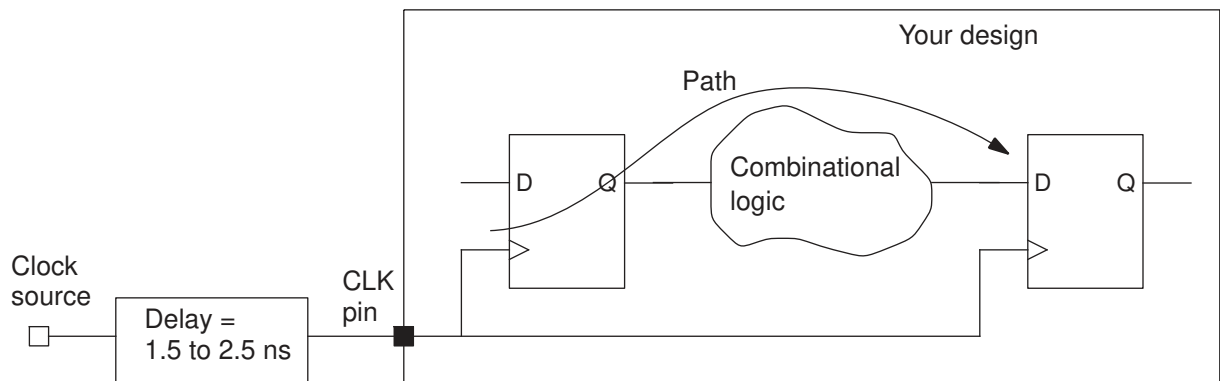 Your design
Path
D
Q
Combinational
logic
D
Q
Clock
source
Delay =
1.5 to 2.5 ns
CLK
pin